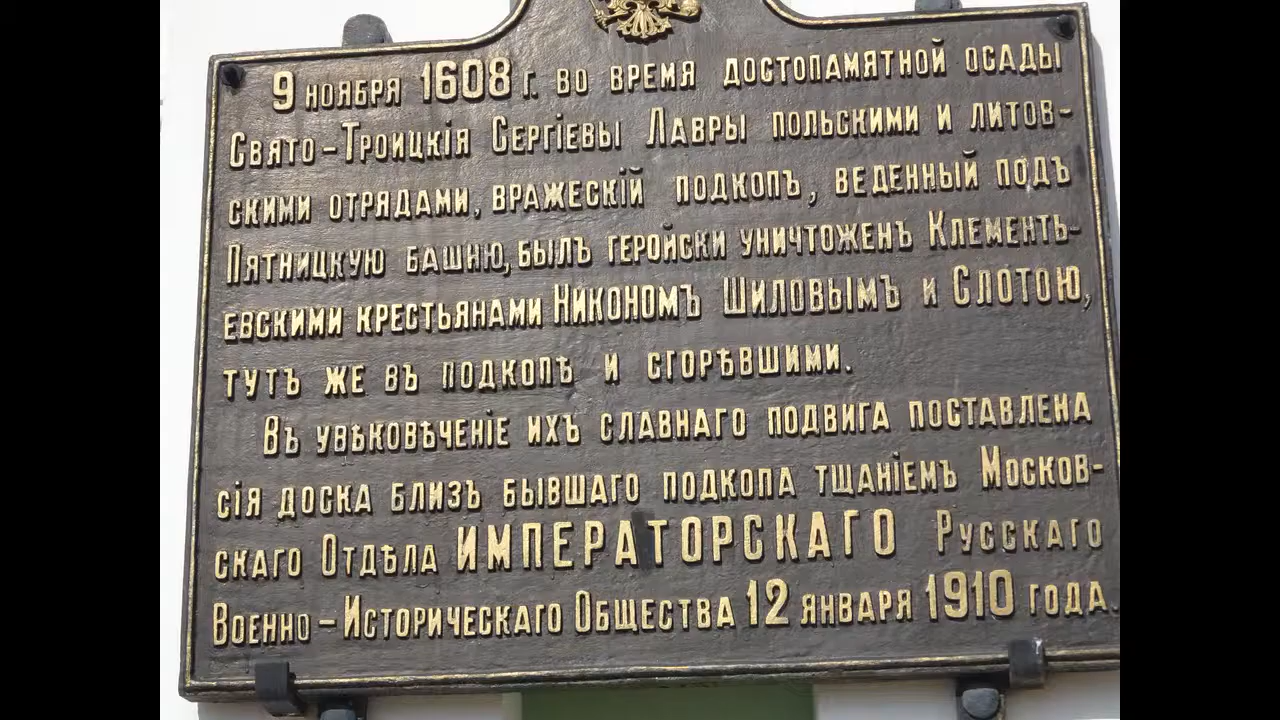 9 ноября 1608 г. во время достопамятной осады
Свято-Троицкія Сергіевы Лавры польскими и литов-
скими отрядами, вражескій подкопъ, веденный подъ
Пятницкую башню, былъ геройски уничтоженъ Клементь-
евскими крестьянами Никономъ Шиловымъ и Слотою,
тутъ же въ подкопѣ и сгорѣвшими.
Въ увѣковѣченіе ихъ славнаго подвига поставлена
сія доска близъ бывшаго подкопа тщаніемъ Москов-
скаго Отдѣла ИМПЕРАТОРСКАГО Русскаго
Военно-Историческаго Общества 12 января 1910 года.